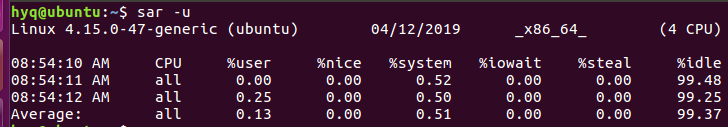 hyq@ubuntu:~$ sar -u
Linux 4.15.0-47-generic (ubuntu) 04/12/2019 _x86_64_ (4 CPU)
08:54:10 AM CPU %user %nice %system %iowait %steal %idle
08:54:11 AM all 0.00 0.00 0.52 0.00 0.00 99.48
08:54:12 AM all 0.25 0.00 0.50 0.00 0.00 99.25
Average: all 0.13 0.00 0.51 0.00 0.00 99.37